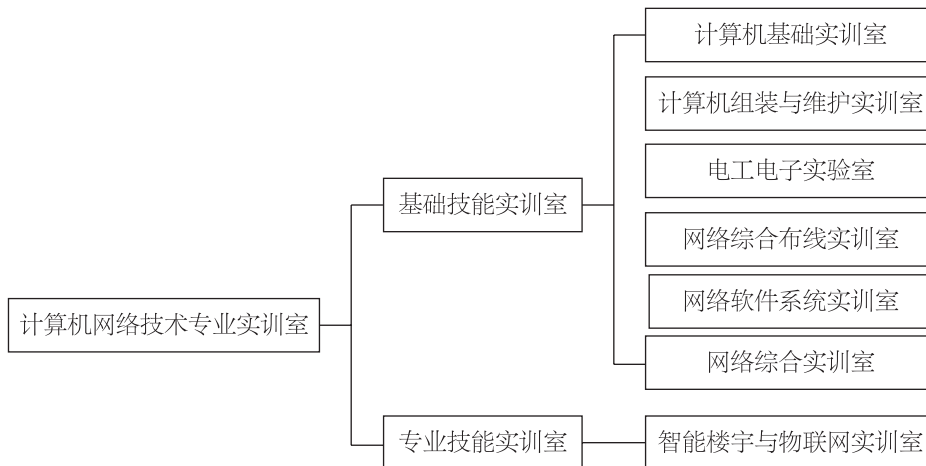 计算机网络技术专业实训室
基础技能实训室
计算机基础实训室
计算机组装与维护实训室
电工电子实验室
网络综合布线实训室
网络软件系统实训室
网络综合实训室
专业技能实训室
智能楼宇与物联网实训室